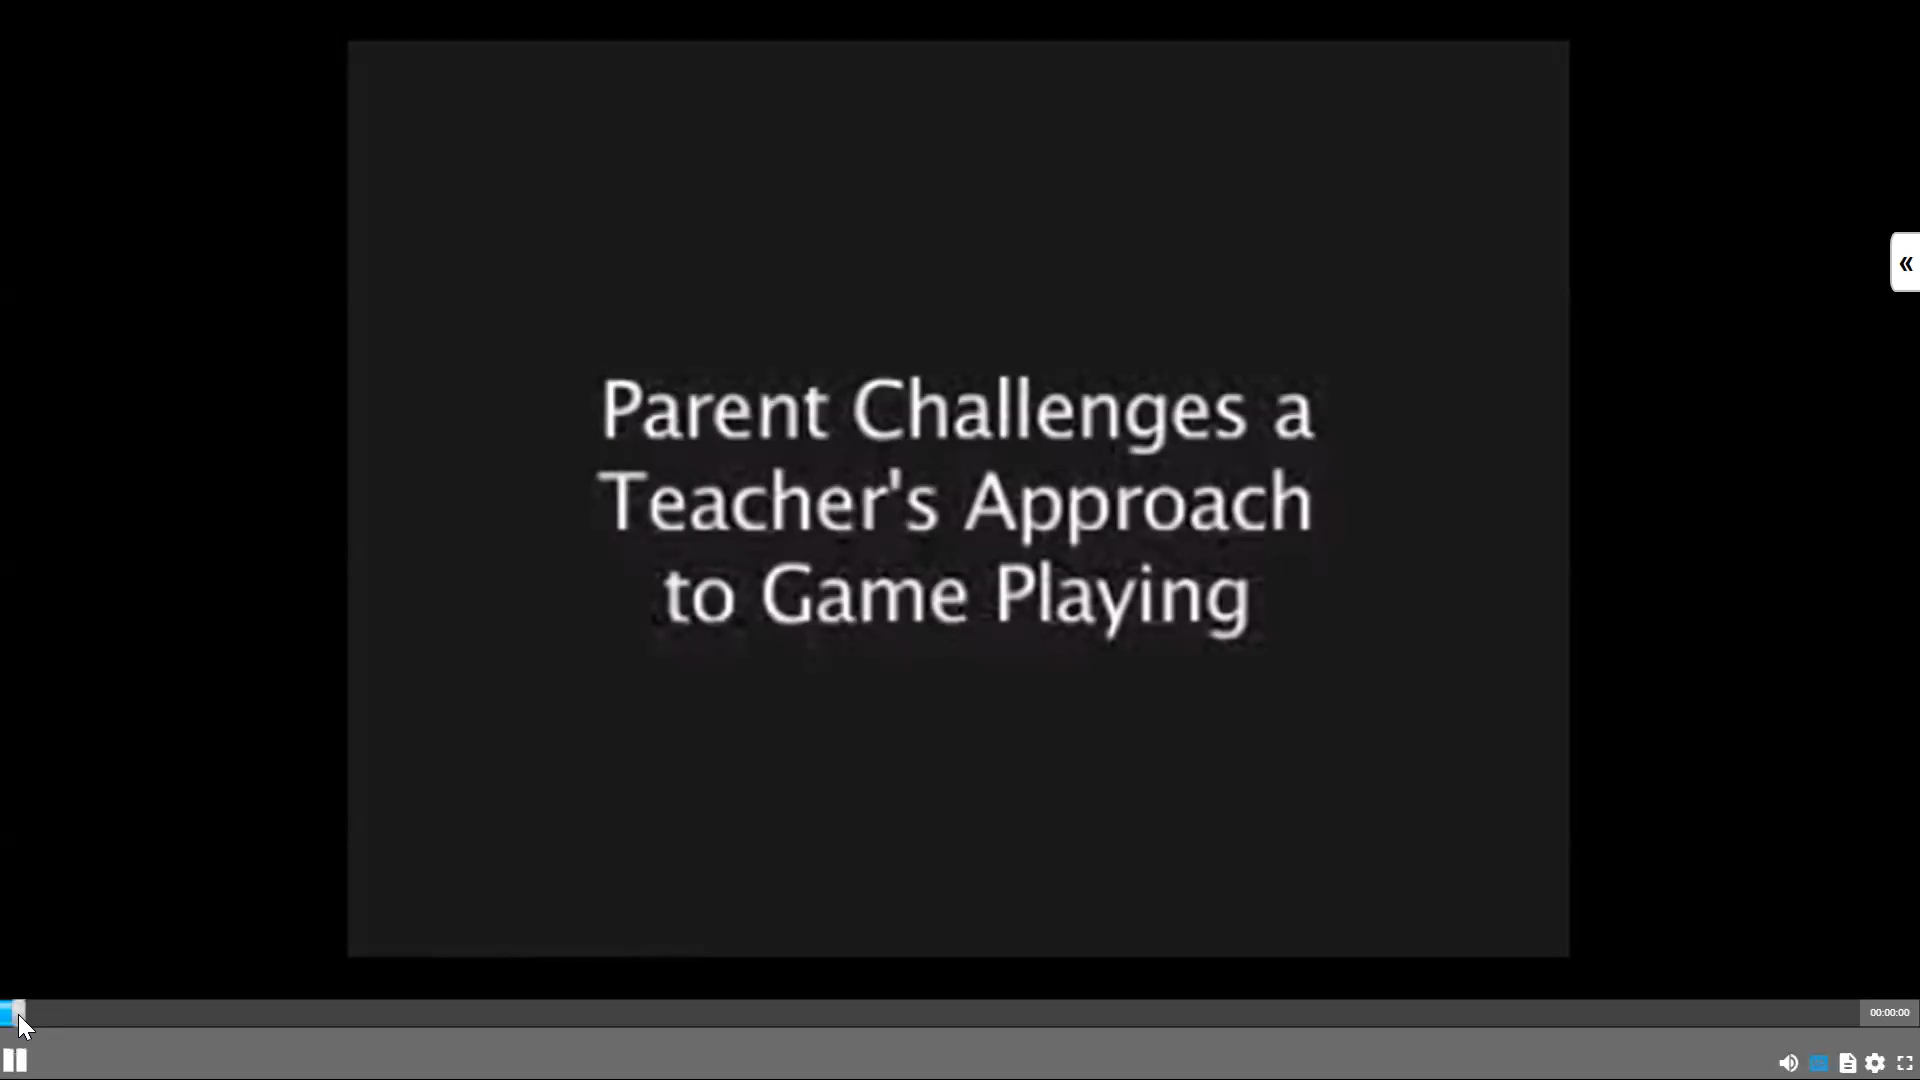 Parent Challenges a
Teacher's Approach
to Game Playing
«
00:00:00